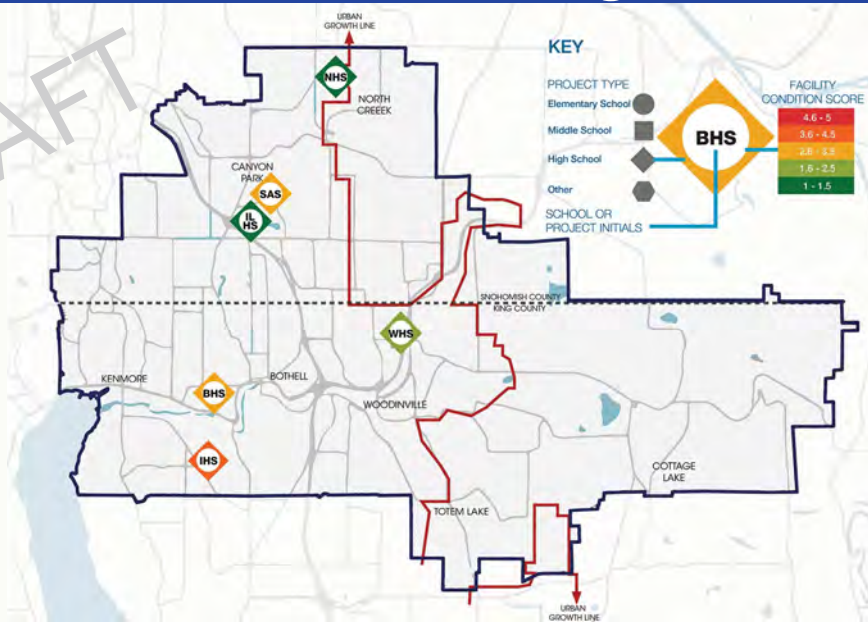 AFT
URBAN
GROWTH LINE
NHS
NORTH
CREEEK
CANYON
PARK
SAS
IL
HS
SNOHOMISH COUNTY
KING COUNTY
WHS
KENMORE
BHS
BOTHELL
WOODINVILLE
IHS
COTTAGE
LAKE
TOTEM LAKE
URBAN
GROWTH LINE
KEY
PROJECT TYPE
Elementary School
Middle School
High School
Other
SCHOOL OR
PROJECT INITIALS
BHS
FACILITY
CONDITION SCORE
4.6 - 5
3.6 - 4.5
2.6 - 3.5
1.6 - 2.5
1 - 1.5